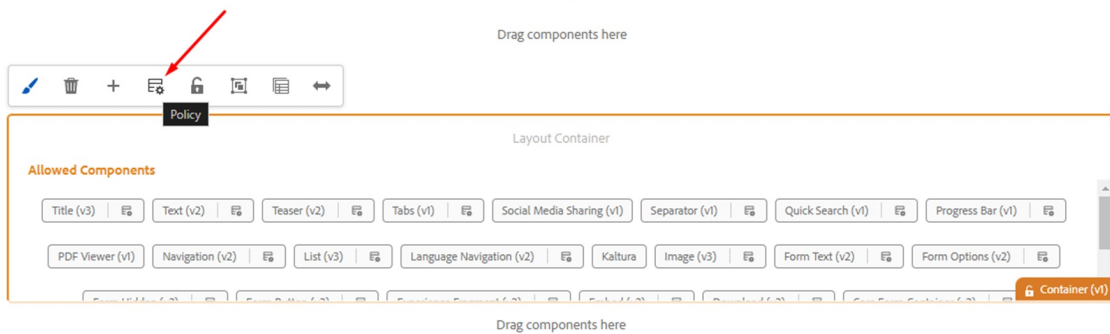 Drag components here
Policy
Layout Container
Allowed Components
Title (v3) Text (v2) Teaser (v2) Tabs (v1) Social Media Sharing (v1) Separator (v1) Quick Search (v1) Progress Bar (v1)
PDF Viewer (v1) Navigation (v2) List (v3) Language Navigation (v2) Kaltura Image (v3) Form Text (v2) Form Options (v2)
Container (v1)
Drag components here